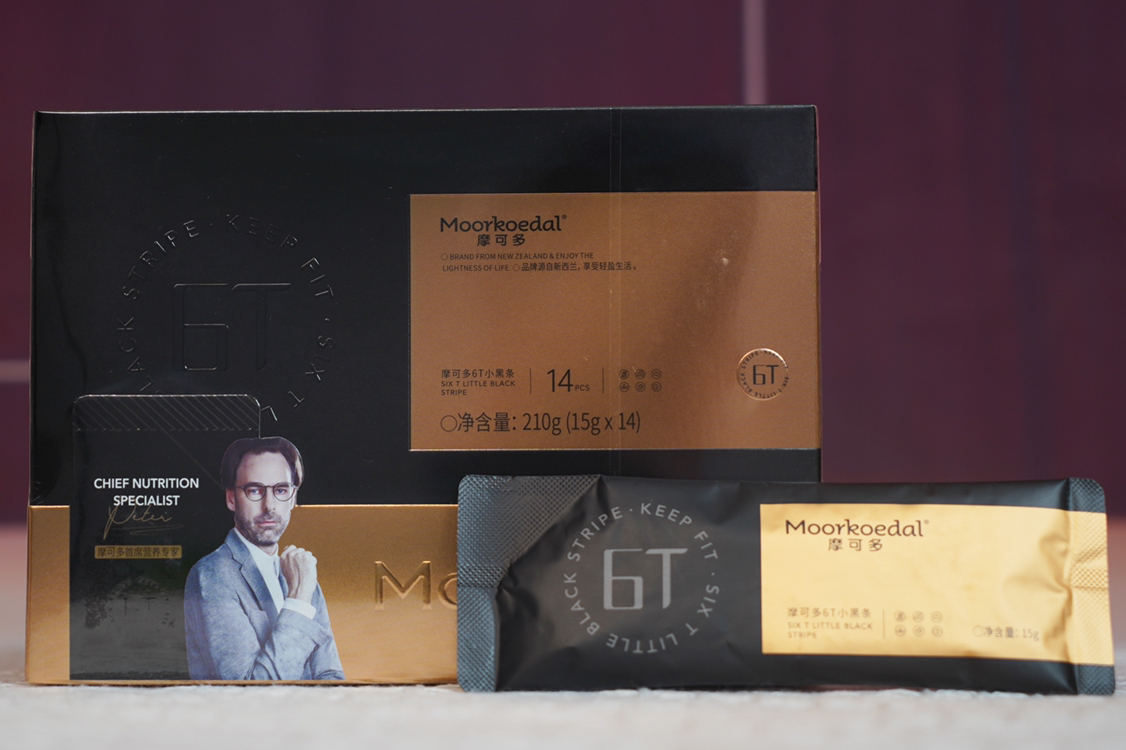 BLACK STRIPE · KEEP FIT · SIX T L
6T
Moorkoedal®
摩可多
○ BRAND FROM NEW ZEALAND & ENJOY THE
LIGHTNESS OF LIFE. ○ 品牌源自新西兰，享受轻盈生活。
摩可多6T小黑条
SIX T LITTLE BLACK
STRIPE
14PCS
6T
○净含量：210g (15g x 14)
CHIEF NUTRITION
SPECIALIST
Peter
摩可多首席营养专家
Mo
BLACK STRIPE · KEEP FIT · SIX T LITTLE
6T
Moorkoedal®
摩可多
摩可多6T小黑条
SIX T LITTLE BLACK
STRIPE
○净含量：15g